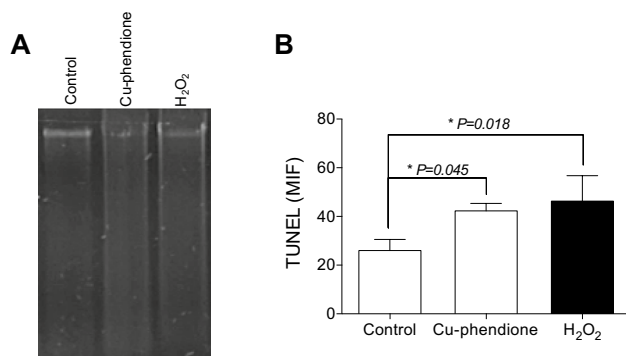 A
Control
Cu-phendione
H₂O₂
B
TUNEL (MIF)
80
60
40
20
0
* P=0.018
* P=0.045
Control Cu-phendione H₂O₂